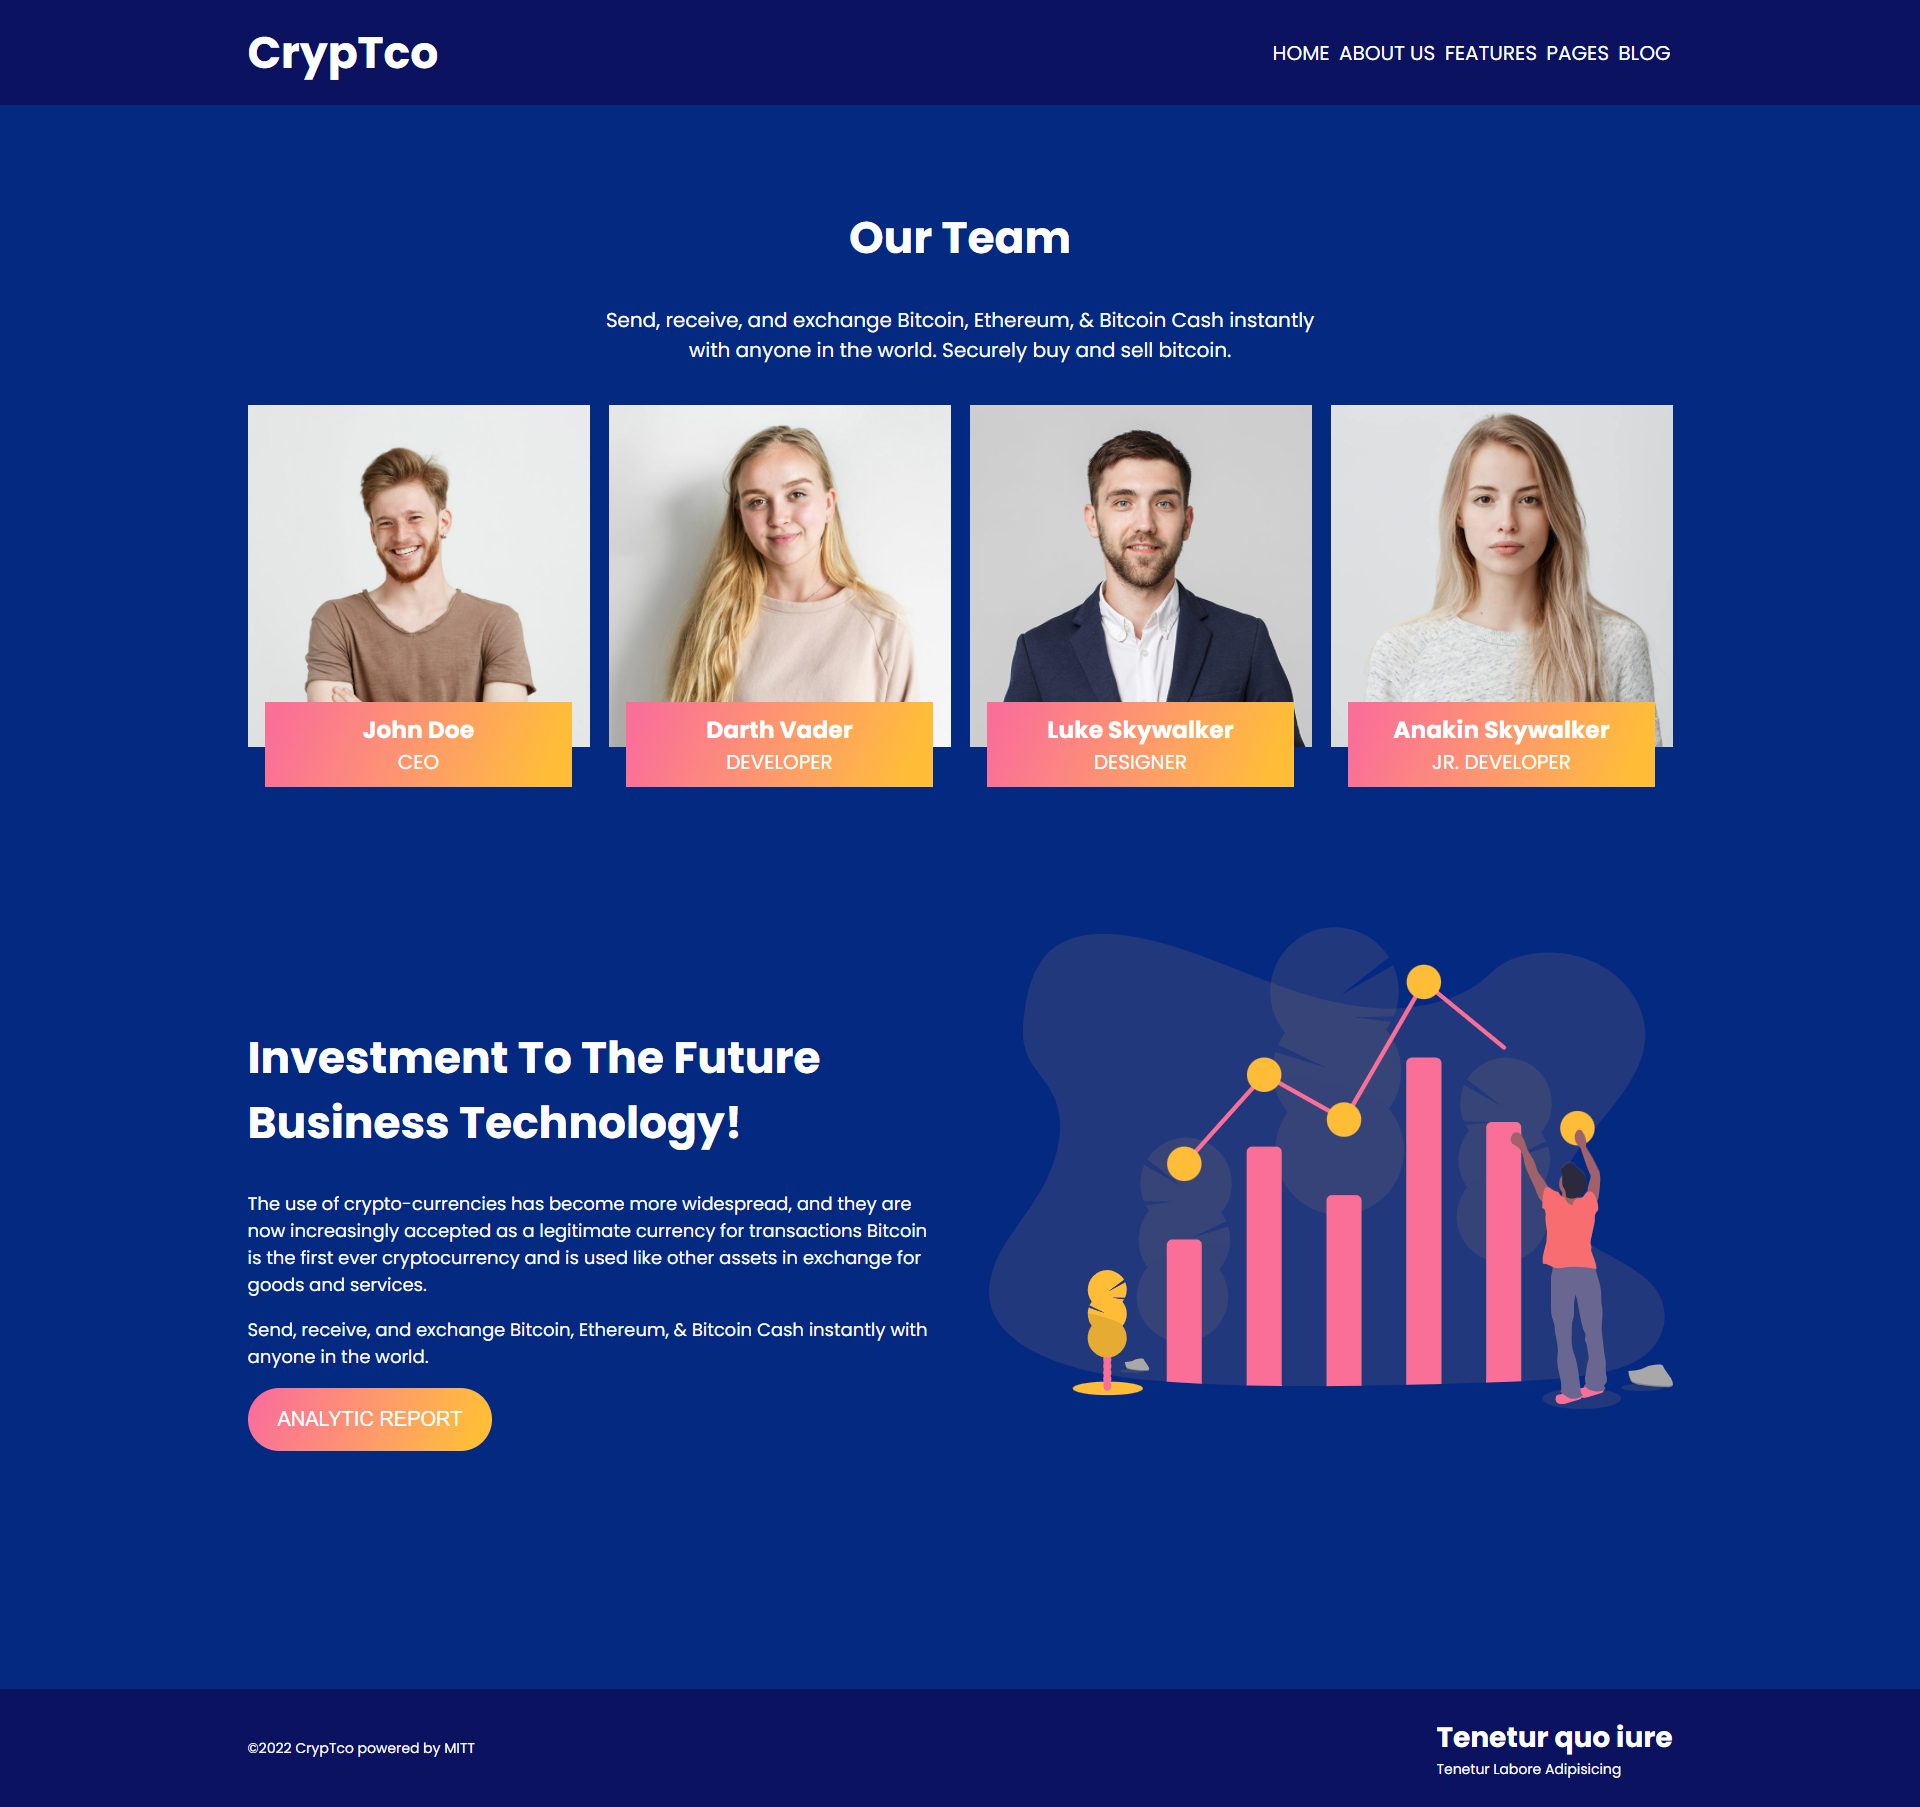 CrypTco
HOME ABOUT US FEATURES PAGES BLOG
Our Team
Send, receive, and exchange Bitcoin, Ethereum, & Bitcoin Cash instantly
with anyone in the world. Securely buy and sell bitcoin.
John Doe
CEO
Darth Vader
DEVELOPER
Luke Skywalker
DESIGNER
Anakin Skywalker
JR. DEVELOPER
Investment To The Future
Business Technology!
The use of crypto-currencies has become more widespread, and they are
now increasingly accepted as a legitimate currency for transactions Bitcoin
is the first ever cryptocurrency and is used like other assets in exchange for
goods and services.
Send, receive, and exchange Bitcoin, Ethereum, & Bitcoin Cash instantly with
anyone in the world.
ANALYTIC REPORT
©2022 CrypTco powered by MITT
Tenetur quo iure
Tenetur Labore Adipisicing